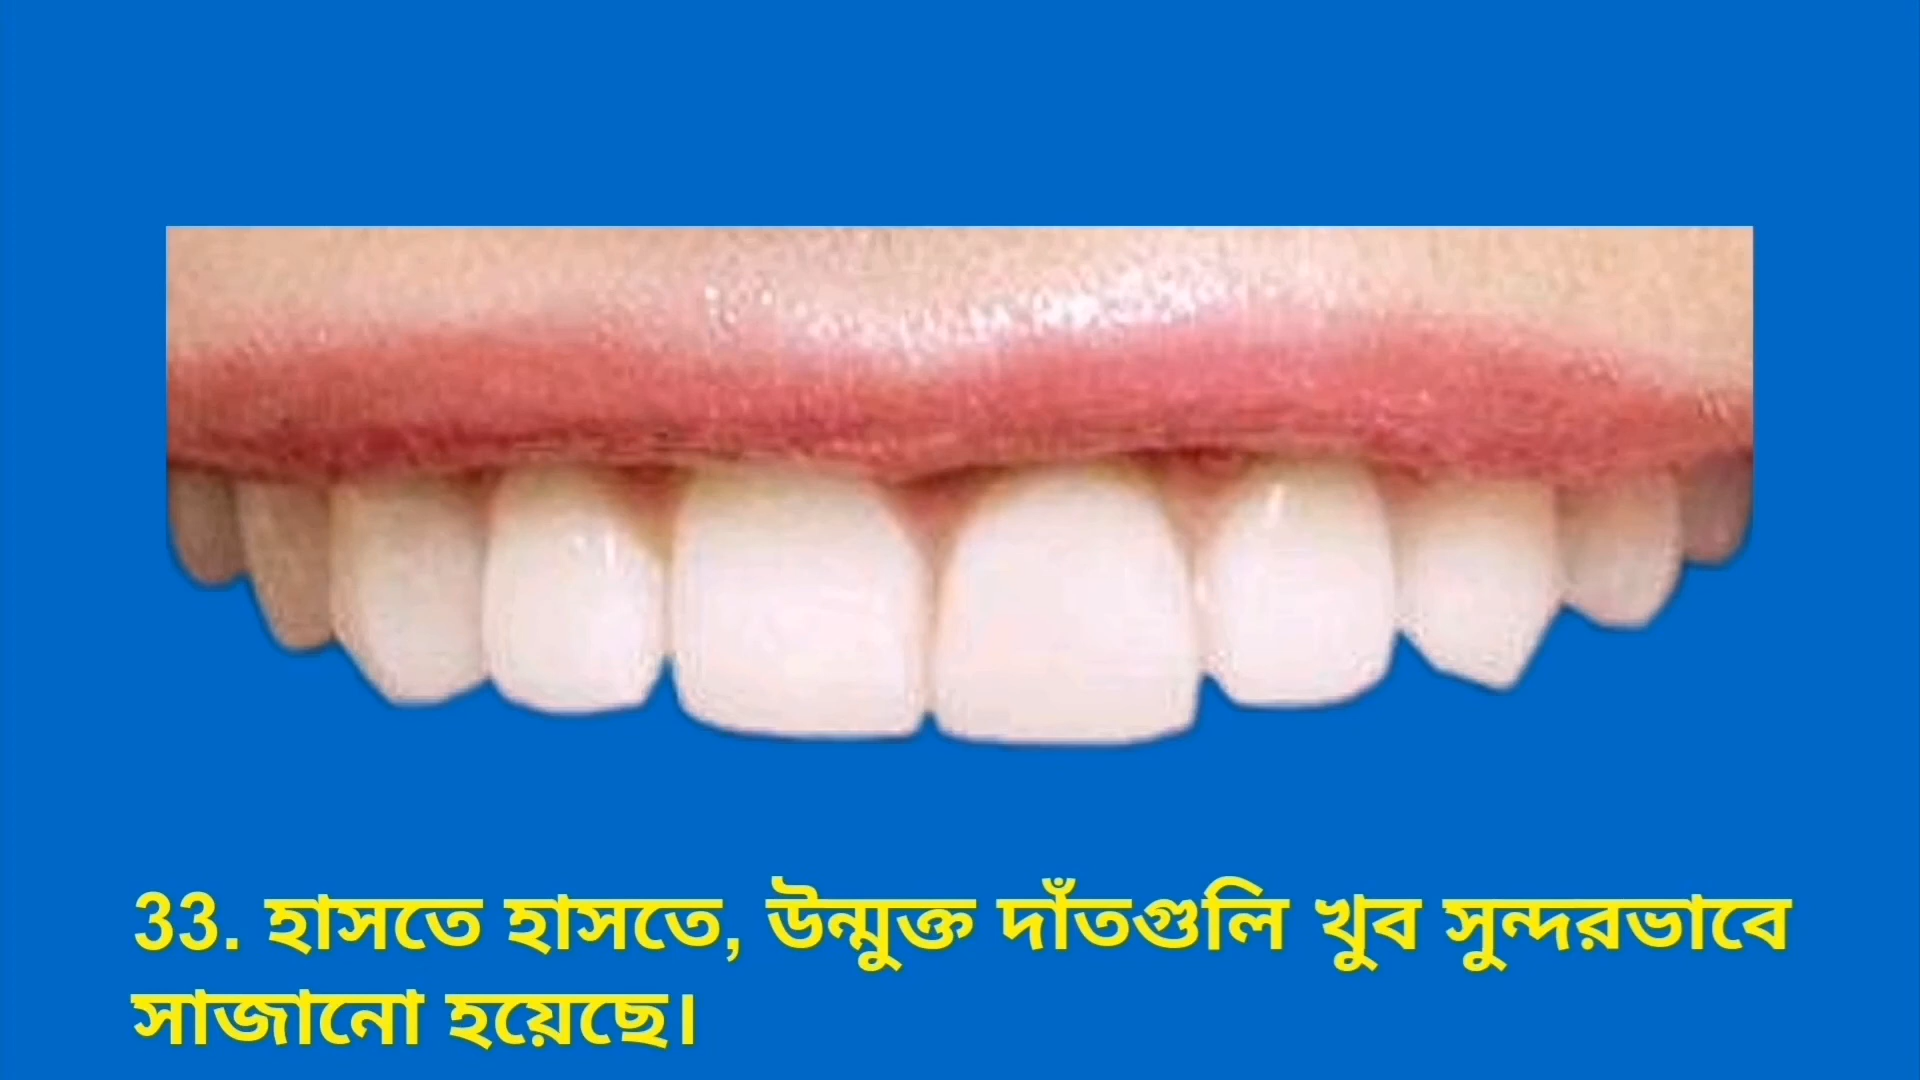 33. হাসতে হাসতে, উন্মুক্ত দাঁতগুলি খুব সুন্দরভাবে
সাজানো হয়েছে।